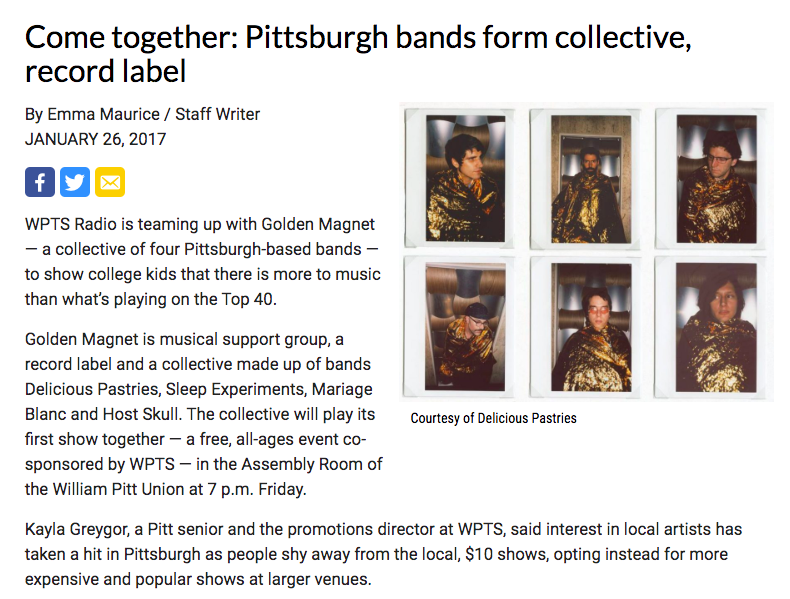 Come together: Pittsburgh bands form collective,
record label
By Emma Maurice / Staff Writer
JANUARY 26, 2017
WPTS Radio is teaming up with Golden Magnet
— a collective of four Pittsburgh-based bands —
to show college kids that there is more to music
than what’s playing on the Top 40.
Golden Magnet is musical support group, a
record label and a collective made up of bands
Delicious Pastries, Sleep Experiments, Mariage
Blanc and Host Skull. The collective will play its
first show together — a free, all-ages event co-
sponsored by WPTS — in the Assembly Room of
the William Pitt Union at 7 p.m. Friday.
Courtesy of Delicious Pastries
Kayla Greygor, a Pitt senior and the promotions director at WPTS, said interest in local artists has
taken a hit in Pittsburgh as people shy away from the local, $10 shows, opting instead for more
expensive and popular shows at larger venues.